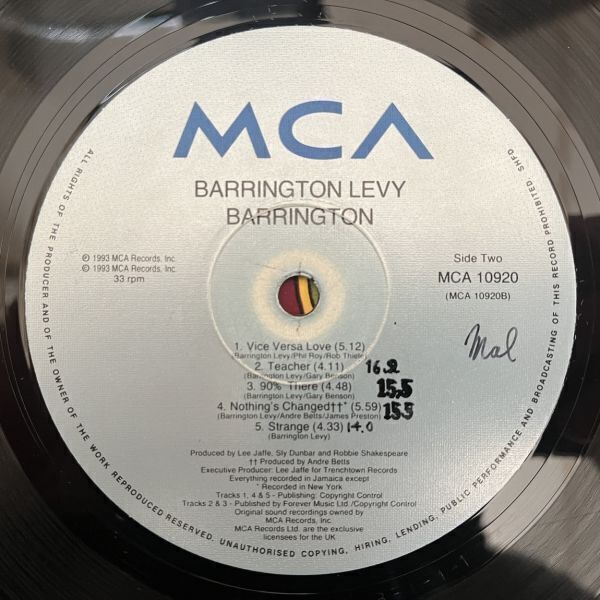 MCA
BARRINGTON LEVY
BARRINGTON
℗ 1993 MCA Records, Inc.
© 1993 MCA Records, Inc.
33 rpm
Side Two
MCA 10920
(MCA 10920B)
Mal
1. Vice Versa Love (5.12)
(Barrington Levy/Phil Roy/Rob Thiele)
2. Teacher (4.11) 16.2
(Barrington Levy/Gary Benson)
3. 90% There (4.48) 15,5
(Barrington Levy/Gary Benson)
4. Nothing's Changed††* (5.59) 155
(Barrington Levy/Andre Betts/James Preston)
5. Strange (4.33) 14.0
(Barrington Levy)
Produced by Lee Jaffe, Sly Dunbar and Robbie Shakespeare
†† Produced by Andre Betts
Executive Producer: Lee Jaffe for Trenchtown Records
Everything recorded in Jamaica except
* Recorded in New York
Tracks 1, 4 & 5 - Publishing: Copyright Control
Tracks 2 & 3 - Published by Forever Music Ltd./Copyright Control
Original sound recordings owned by
MCA Records, Inc.
MCA Records Ltd. are the exclusive
licensees for the UK
ALL RIGHTS OF THE PRODUCER AND OF THE OWNER OF THE WORK REPRODUCED RESERVED. UNAUTHORISED COPYING, HIRING, LENDING, PUBLIC PERFORMANCE AND BROADCASTING OF THIS RECORD PROHIBITED. SHFD